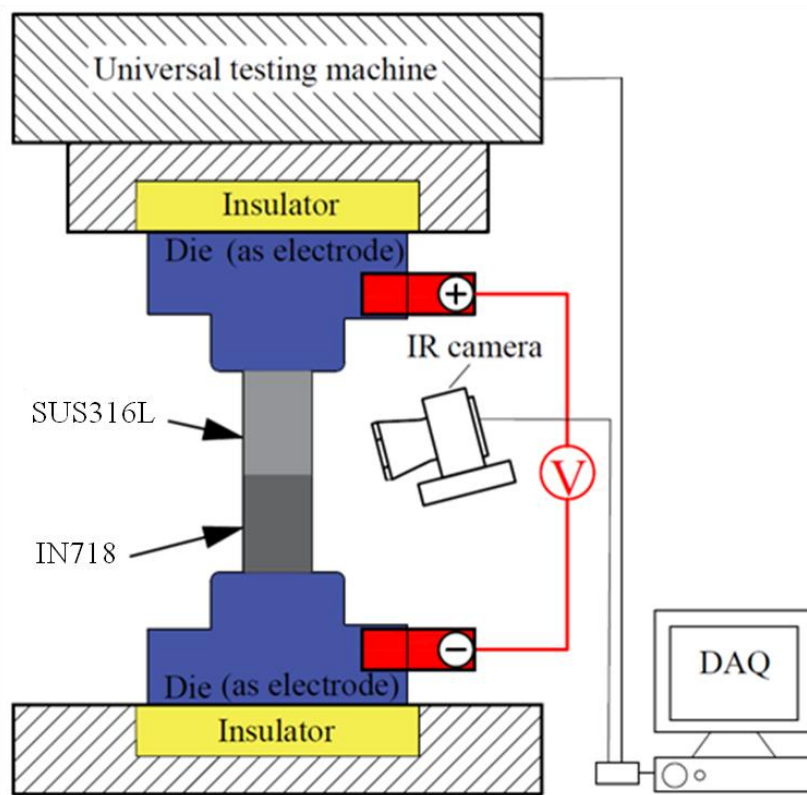 Universal testing machine
Insulator
Die (as electrode)
+
IR camera
SUS316L
V
IN718
−
DAQ
Die (as electrode)
Insulator